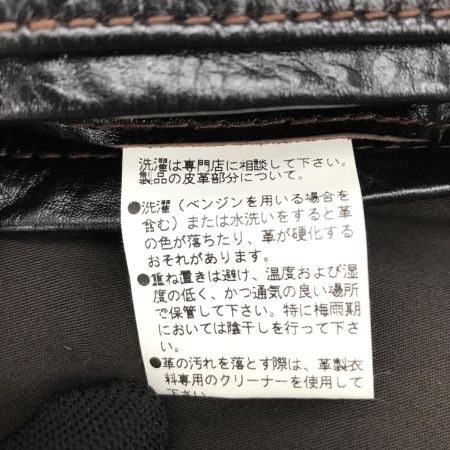 洗濯は専門店に相談して下さい。
製品の皮革部分について。
●洗濯（ベンジンを用いる場合を
含む）または水洗いをすると革
の色が落ちたり、革が硬化する
おそれがあります。
●重ね置きは避け、温度および湿
度の低く、かつ通気の良い場所
で保管して下さい。特に梅雨期
においては陰干しを行って下さ
い。
●革の汚れを落とす際は、革製衣
料専用のクリーナーを使用して
下さい。